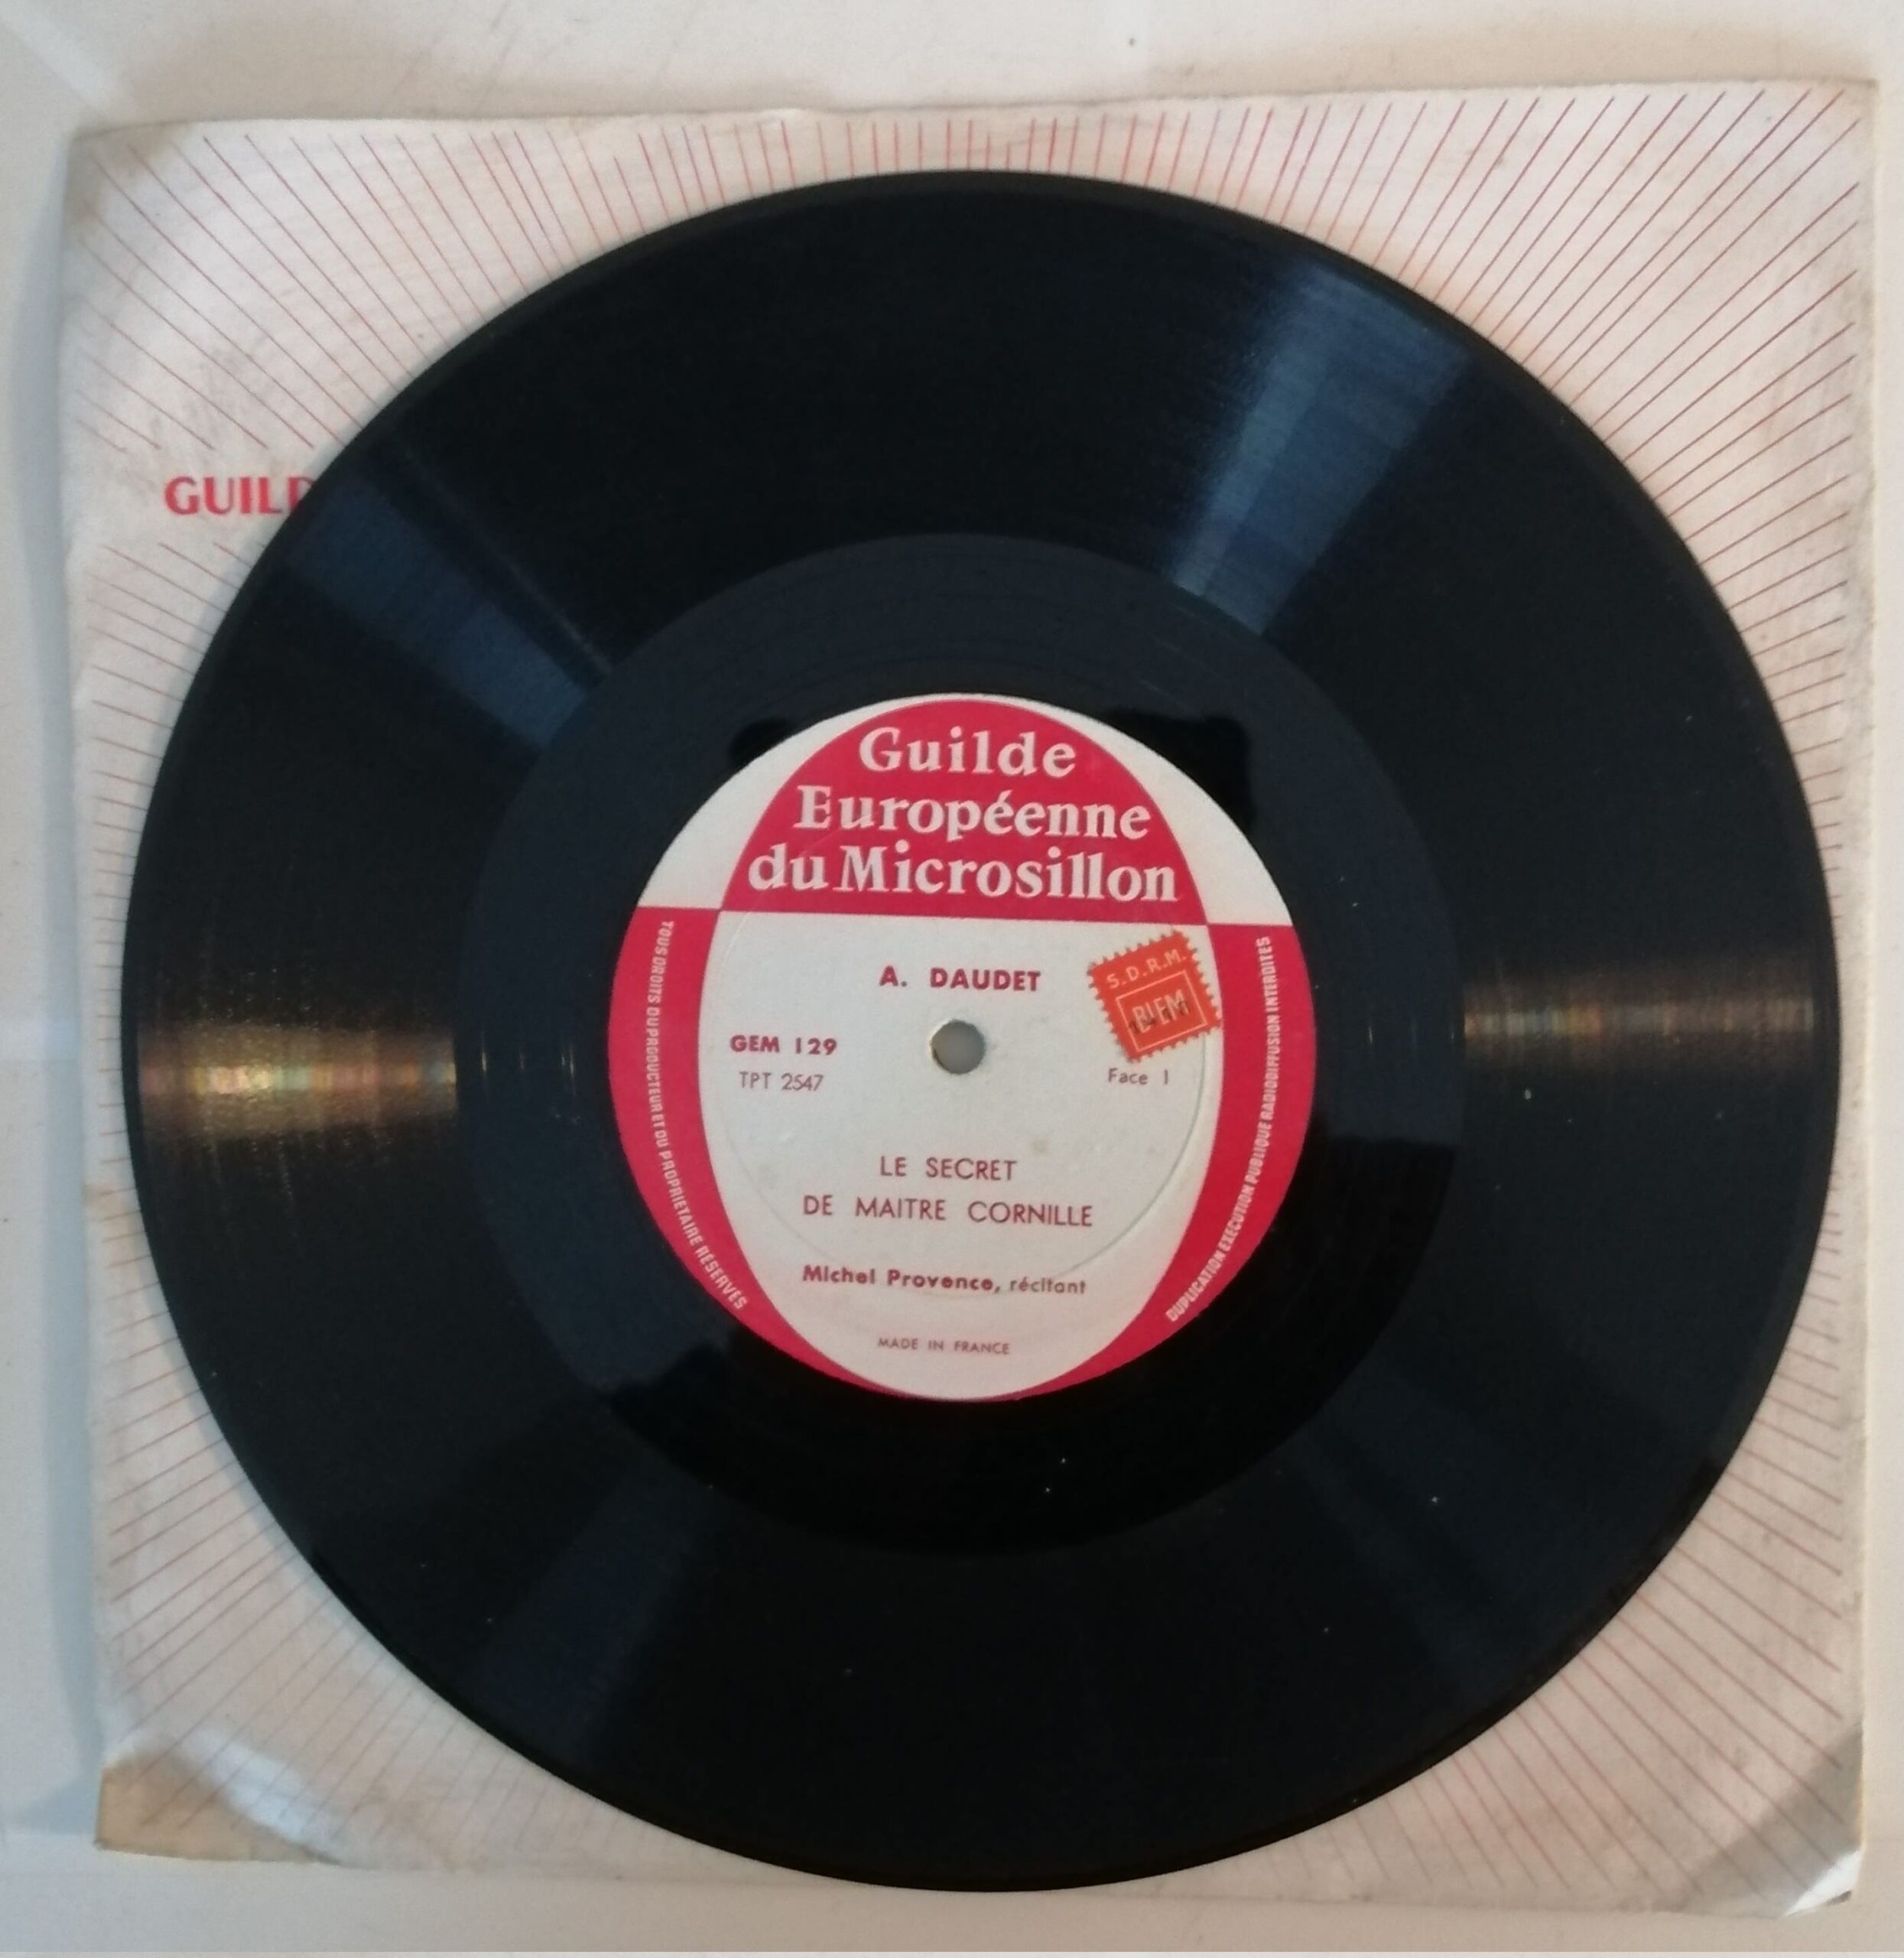 GUILD
Guilde
Européenne
du Microsillon
A. DAUDET
S.D.R.M.
BIEM
GEM 129
TPT 2547
Face 1
LE SECRET
DE MAITRE CORNILLE
Michel Provence, récitant
MADE IN FRANCE
TOUS DROITS DU PRODUCTEUR ET DU PROPRIETAIRE RÉSERVÉS
DUPLICATION EXECUTION PUBLIQUE RADIODIFFUSION INTERDITES